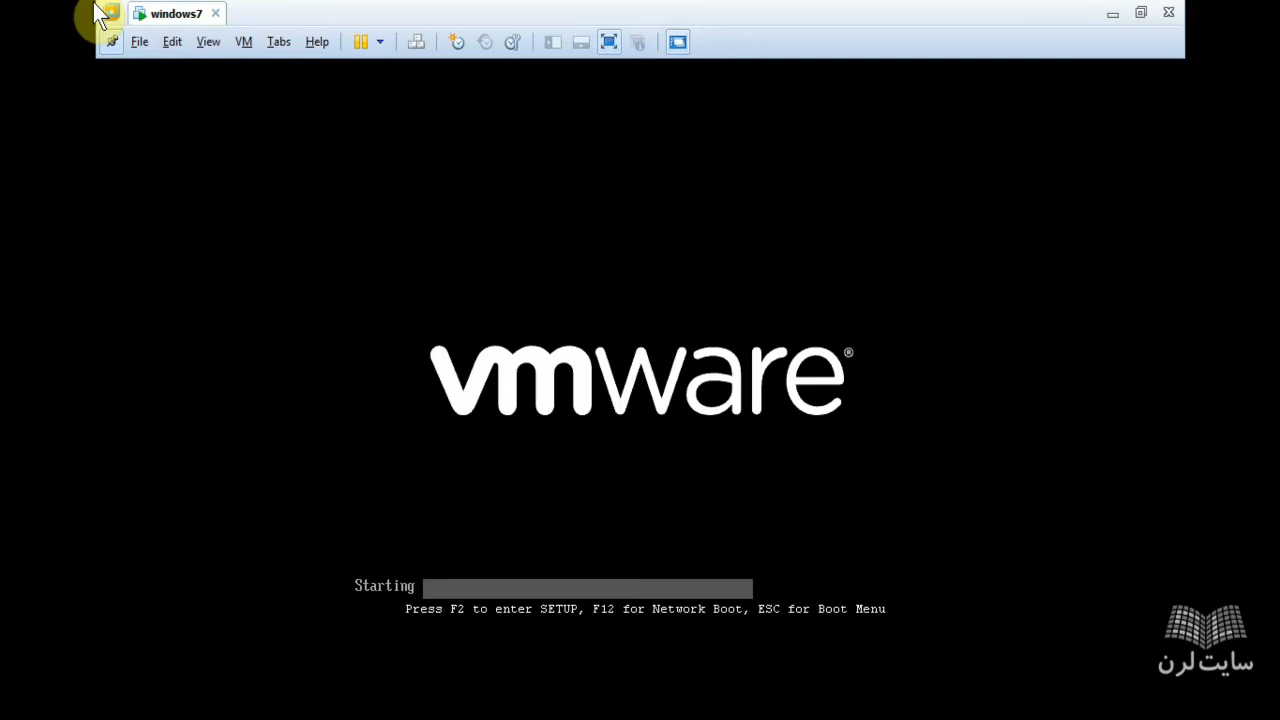 windows7
File Edit View VM Tabs Help
vmware®
Starting
Press F2 to enter SETUP, F12 for Network Boot, ESC for Boot Menu
سایت لرن